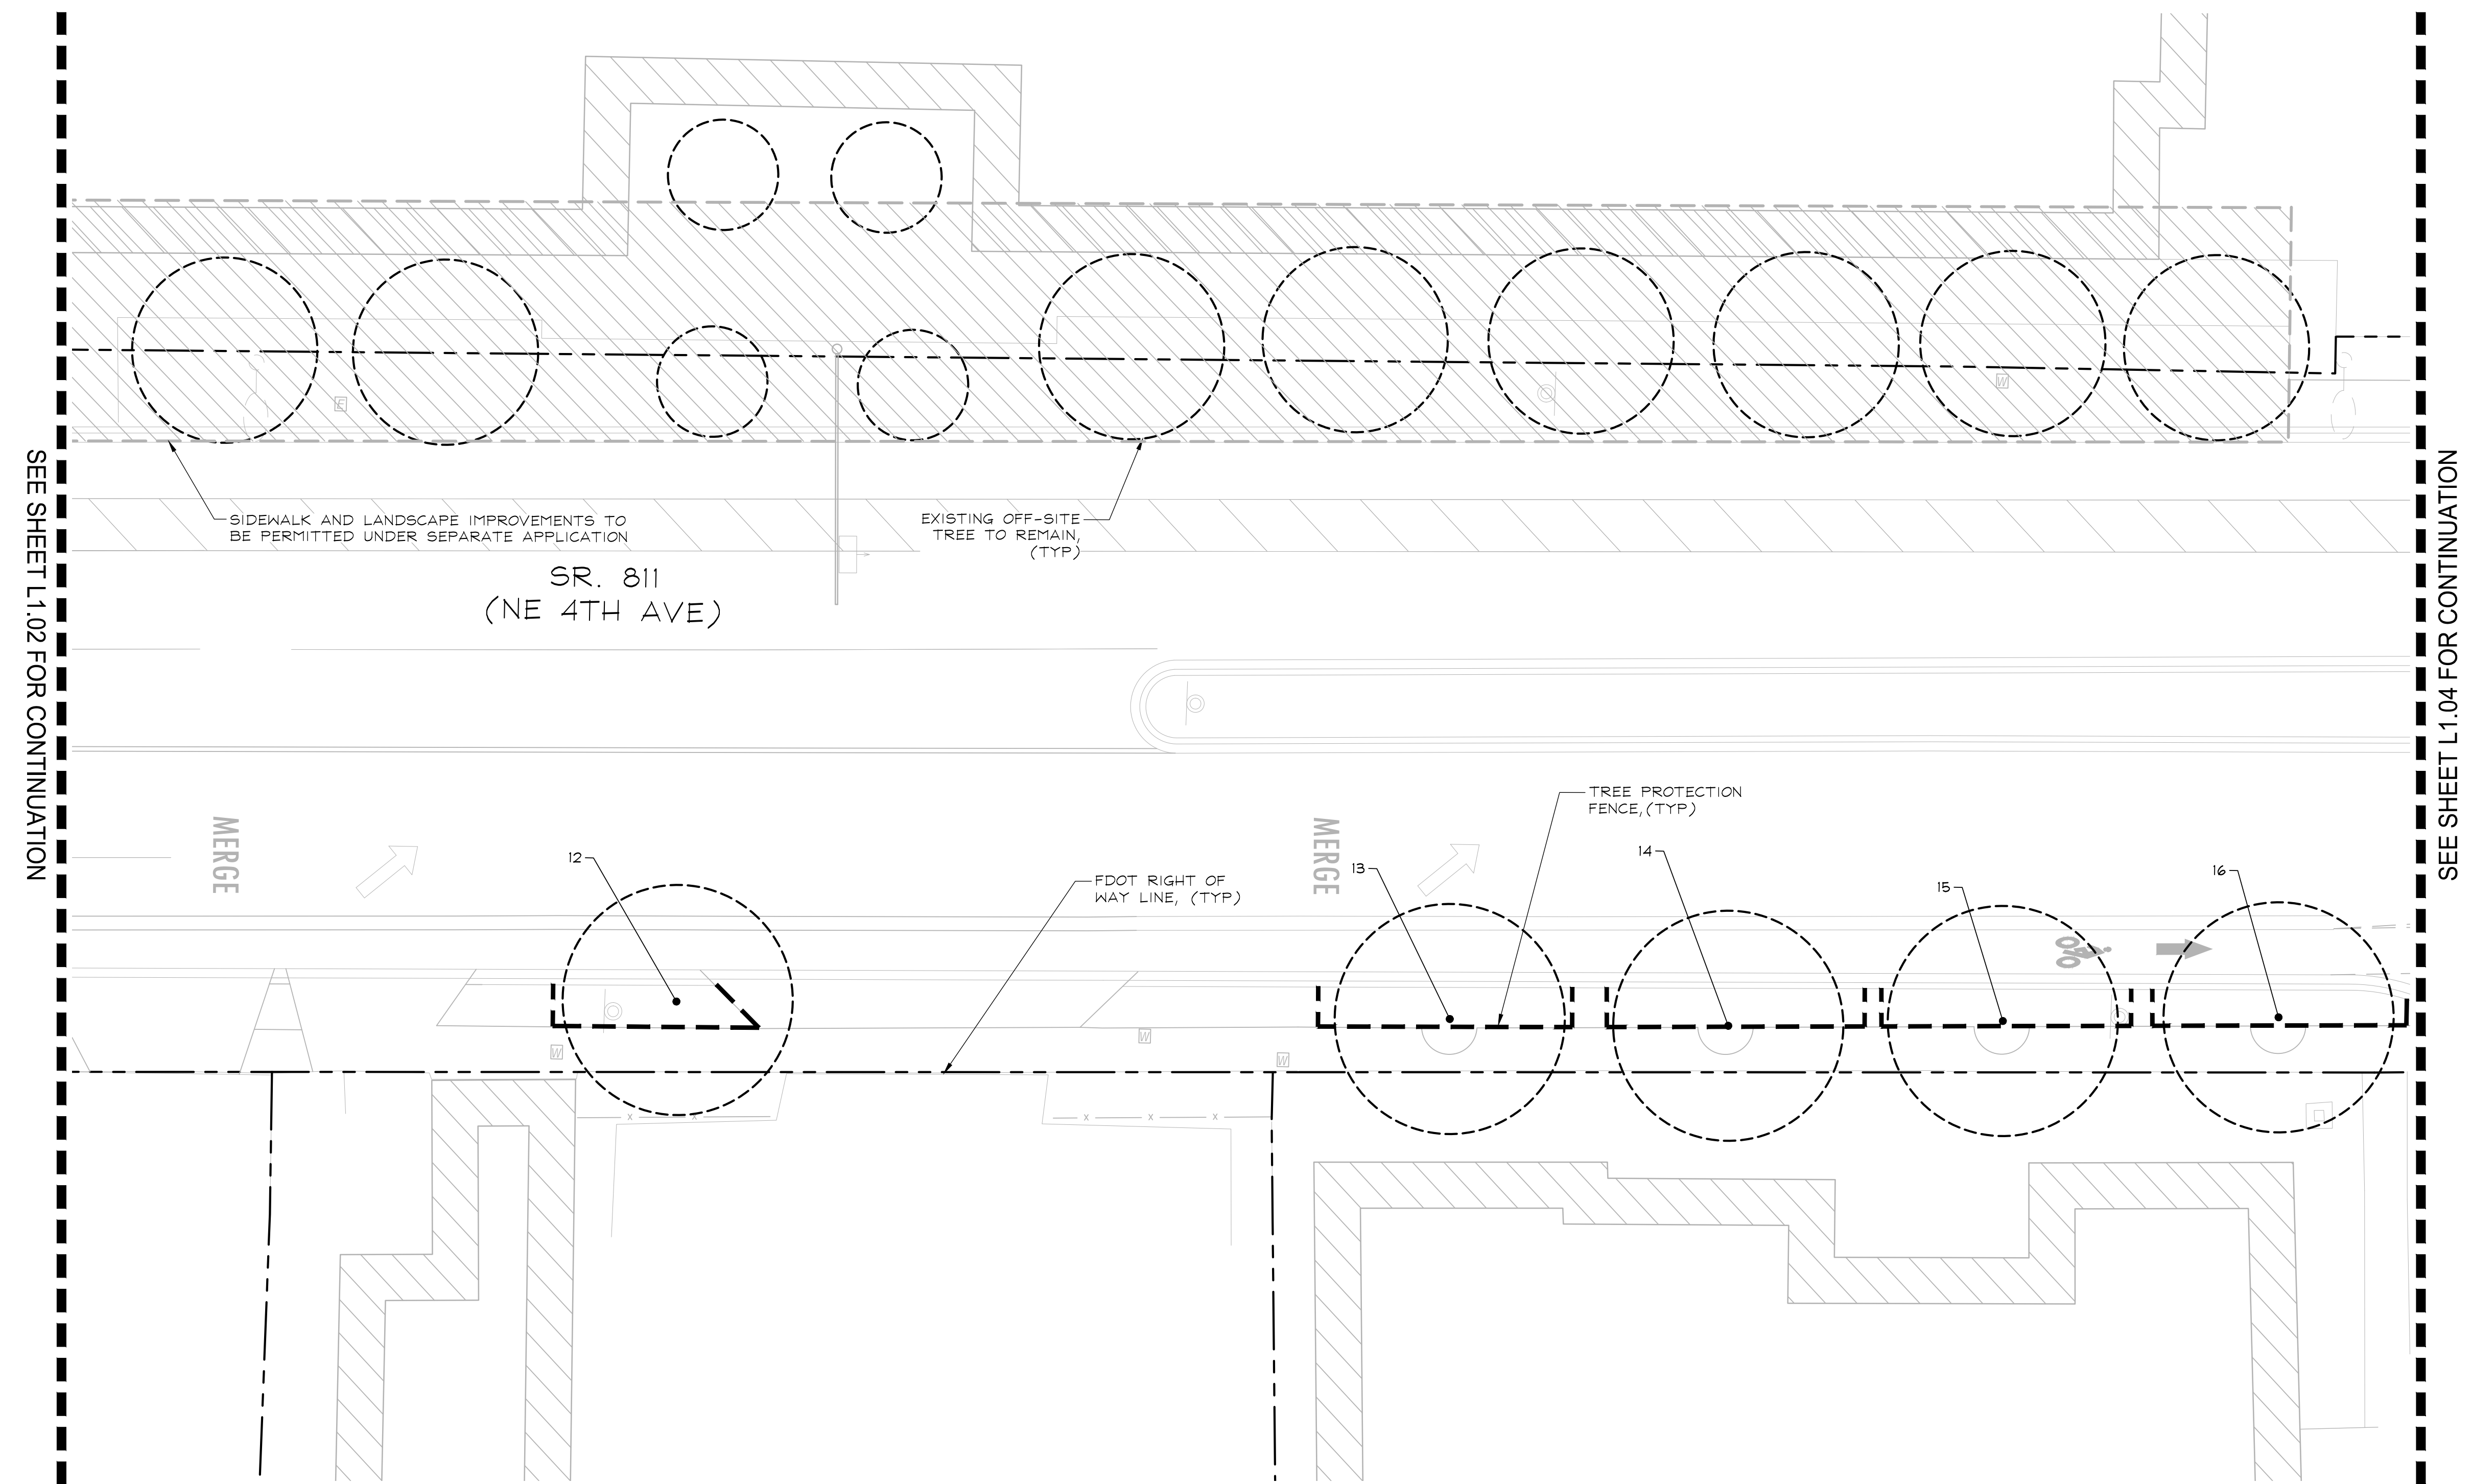 SEE SHEET L1.02 FOR CONTINUATION
E
W
SIDEWALK AND LANDSCAPE IMPROVEMENTS TO
BE PERMITTED UNDER SEPARATE APPLICATION
EXISTING OFF-SITE
TREE TO REMAIN,
(TYP)
SR. 811
(NE 4TH AVE)
TREE PROTECTION
FENCE, (TYP)
MERGE
MERGE
12
13
14
15
16
FDOT RIGHT OF
WAY LINE, (TYP)
W
W
W
X X
X X X
SEE SHEET L1.04 FOR CONTINUATION